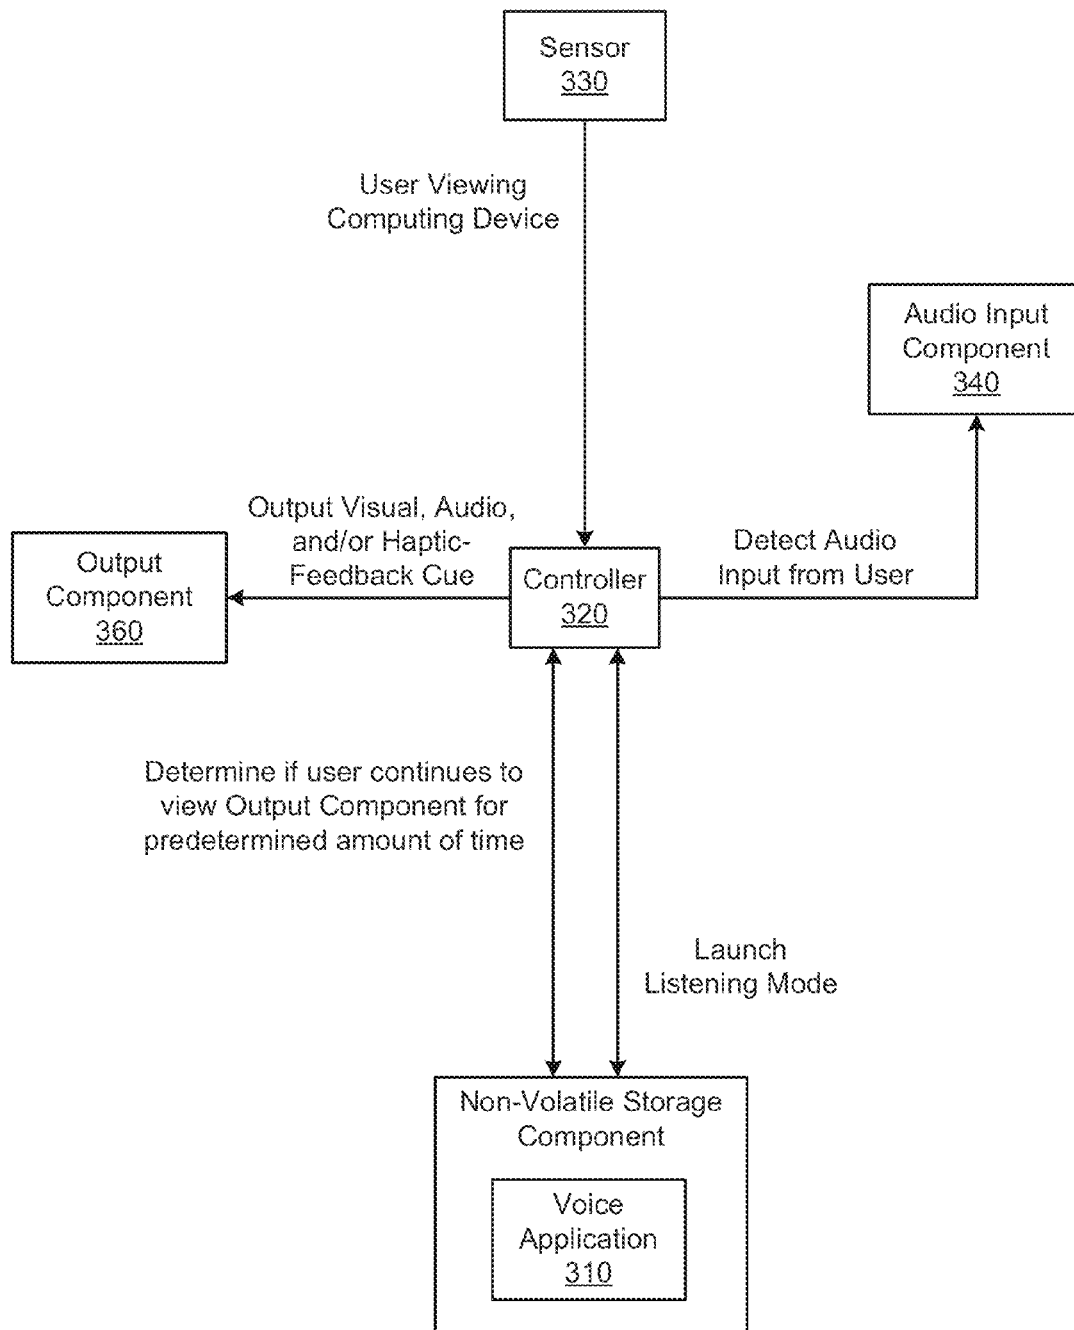 Sensor
330
User Viewing
Computing Device
Audio Input
Component
340
Output Visual, Audio,
and/or Haptic-
Feedback Cue
Output
Component
360
Controller
320
Detect Audio
Input from User
Determine if user continues to
view Output Component for
predetermined amount of time
Launch
Listening Mode
Non-Volatile Storage
Component
Voice
Application
310